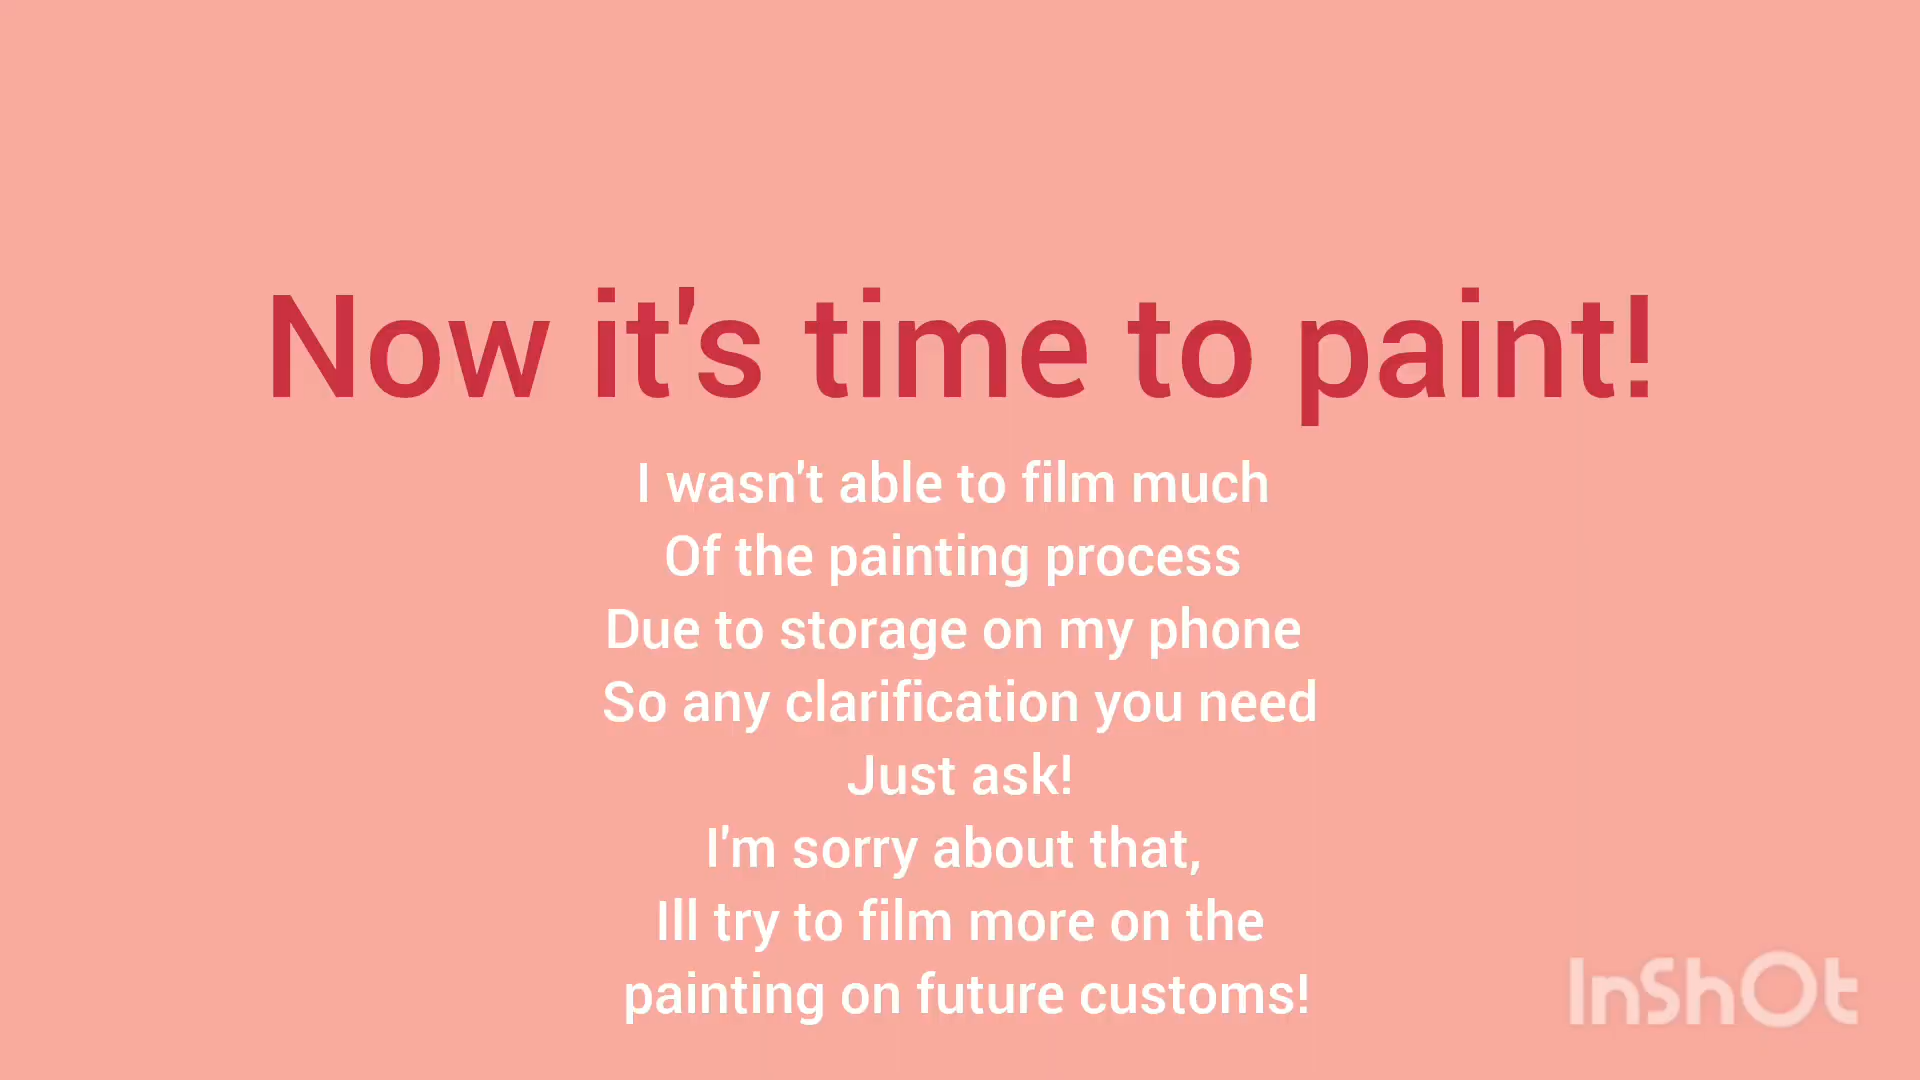 Now it's time to paint!
I wasn't able to film much
Of the painting process
Due to storage on my phone
So any clarification you need
Just ask!
I'm sorry about that,
Ill try to film more on the
painting on future customs!
InShOt